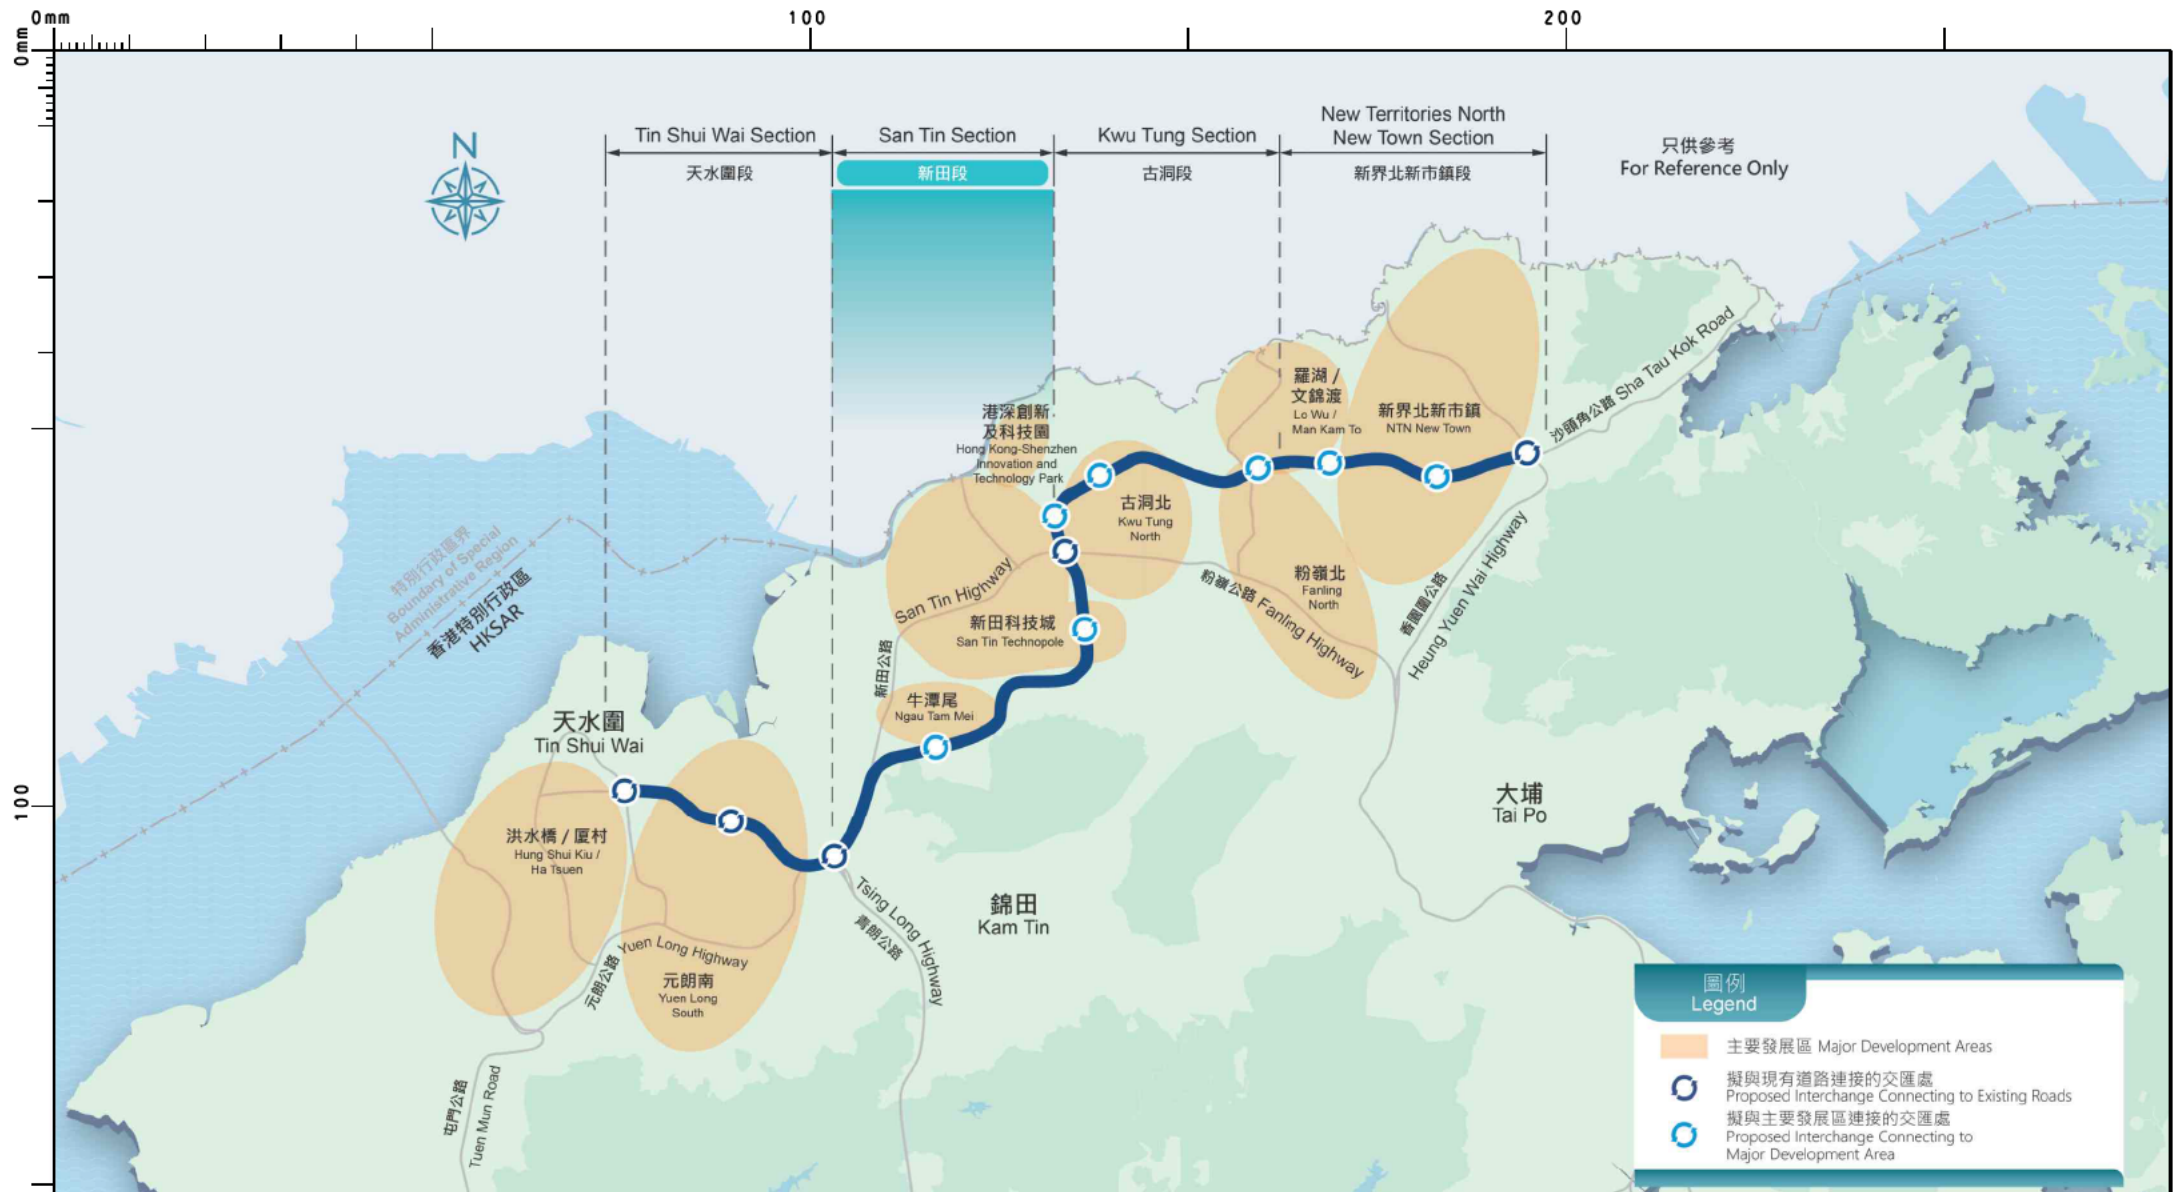 0mm
100
200
0mm
100
N
Tin Shui Wai Section
天水圍段
San Tin Section
新田段
Kwu Tung Section
古洞段
New Territories North
New Town Section
新界北新市鎮段
只供參考
For Reference Only
港深創新
及科技園
Hong Kong-Shenzhen
Innovation and
Technology Park
羅湖 /
文錦渡
Lo Wu /
Man Kam To
新界北新市鎮
NTN New Town
沙頭角公路 Sha Tau Kok Road
古洞北
Kwu Tung
North
特別行政區界
Boundary of Special
Administrative Region
香港特別行政區
HKSAR
San Tin Highway
新田公路
新田科技城
San Tin Technopole
粉嶺公路 Fanling Highway
粉嶺北
Fanling
North
香園圍公路
Heung Yuen Wai Highway
牛潭尾
Ngau Tam Mei
天水圍
Tin Shui Wai
洪水橋 / 厦村
Hung Shui Kiu /
Ha Tsuen
大埔
Tai Po
錦田
Kam Tin
Tsing Long Highway
青朗公路
元朗公路 Yuen Long Highway
元朗南
Yuen Long
South
屯門公路
Tuen Mun Road
圖例
Legend
主要發展區 Major Development Areas
擬與現有道路連接的交匯處
Proposed Interchange Connecting to Existing Roads
擬與主要發展區連接的交匯處
Proposed Interchange Connecting to
Major Development Area